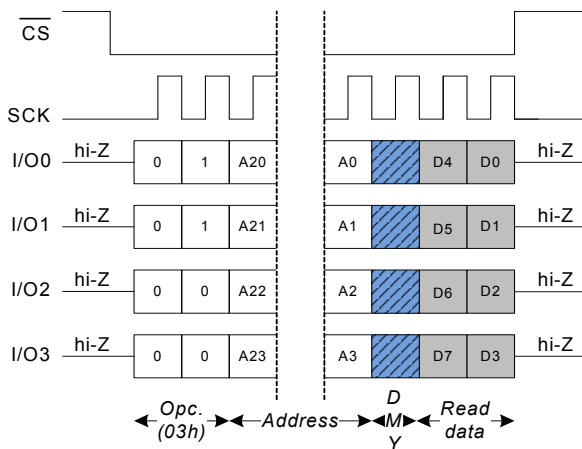 CS
SCK
I/O0 hi-Z 0 1 A20 A0 D4 D0 hi-Z
I/O1 hi-Z 0 1 A21 A1 D5 D1 hi-Z
I/O2 hi-Z 0 0 A22 A2 D6 D2 hi-Z
I/O3 hi-Z 0 0 A23 A3 D7 D3 hi-Z
Opc. (03h)
Address
D
M
Y
Read
data